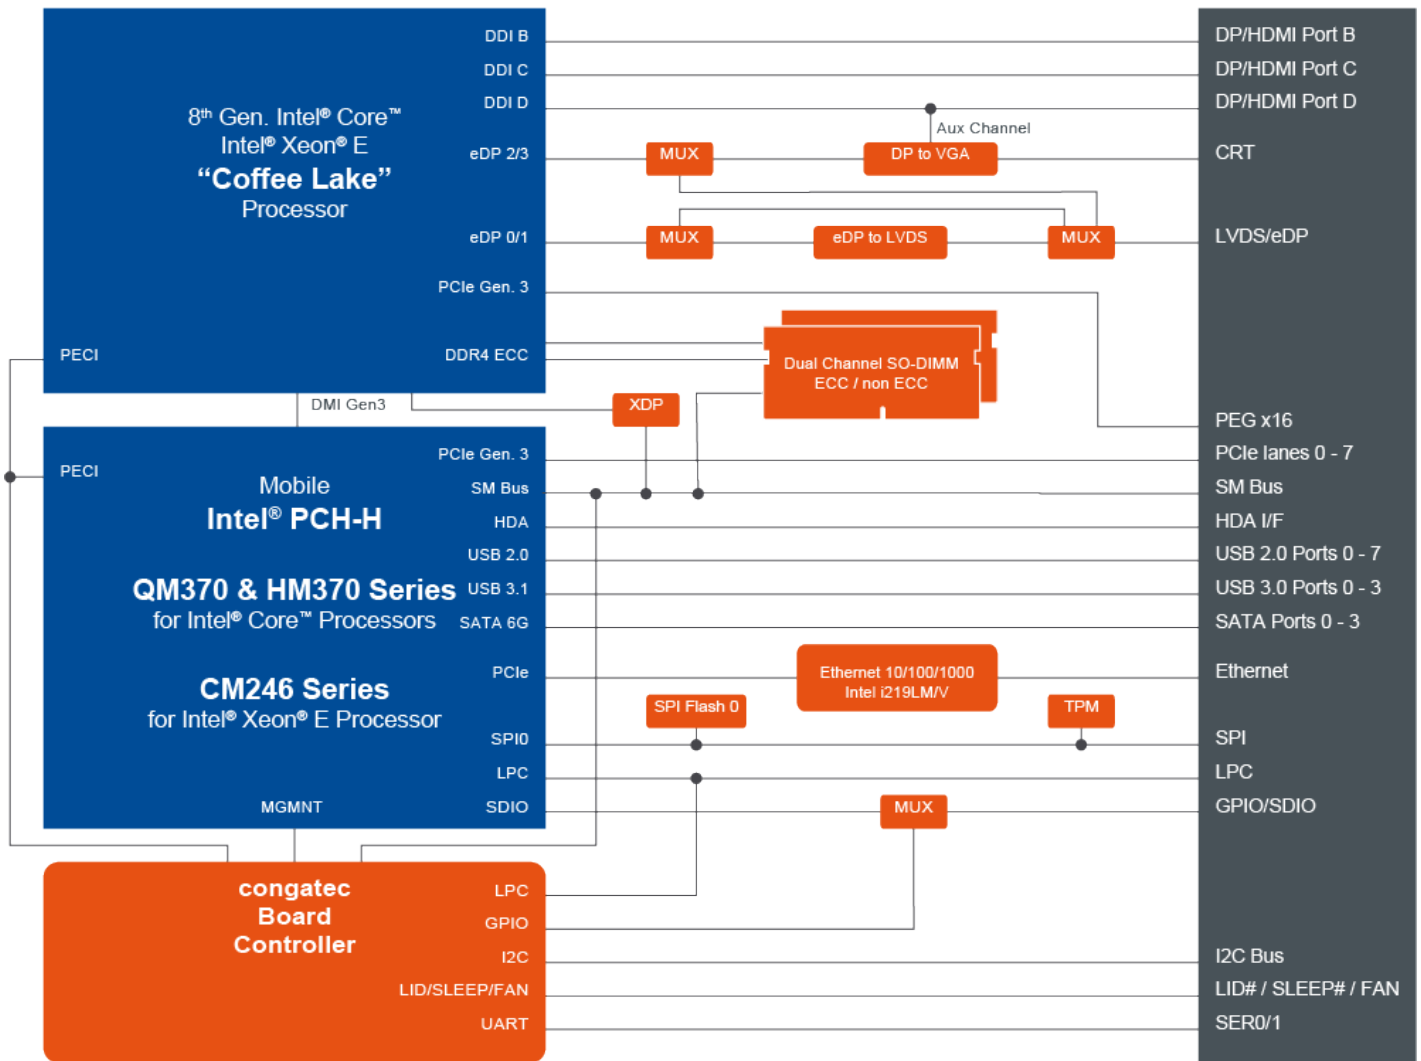 8th Gen. Intel® Core™
Intel® Xeon® E
“Coffee Lake”
Processor
DDI B
DDI C
DDI D
eDP 2/3
eDP 0/1
PCIe Gen. 3
DDR4 ECC
PECI
Aux Channel
MUX
DP to VGA
MUX
eDP to LVDS
MUX
Dual Channel SO-DIMM
ECC / non ECC
DMI Gen3
XDP
PECI
Mobile
Intel® PCH-H
QM370 & HM370 Series
for Intel® Core™ Processors
CM246 Series
for Intel® Xeon® E Processor
MGMNT
PCIe Gen. 3
SM Bus
HDA
USB 2.0
USB 3.1
SATA 6G
PCIe
SPI0
LPC
SDIO
Ethernet 10/100/1000
Intel i219LM/V
SPI Flash 0
TPM
MUX
congatec
Board
Controller
LPC
GPIO
I2C
LID/SLEEP/FAN
UART
DP/HDMI Port B
DP/HDMI Port C
DP/HDMI Port D
CRT
LVDS/eDP
PEG x16
PCIe lanes 0 - 7
SM Bus
HDA I/F
USB 2.0 Ports 0 - 7
USB 3.0 Ports 0 - 3
SATA Ports 0 - 3
Ethernet
SPI
LPC
GPIO/SDIO
I2C Bus
LID# / SLEEP# / FAN
SER0/1